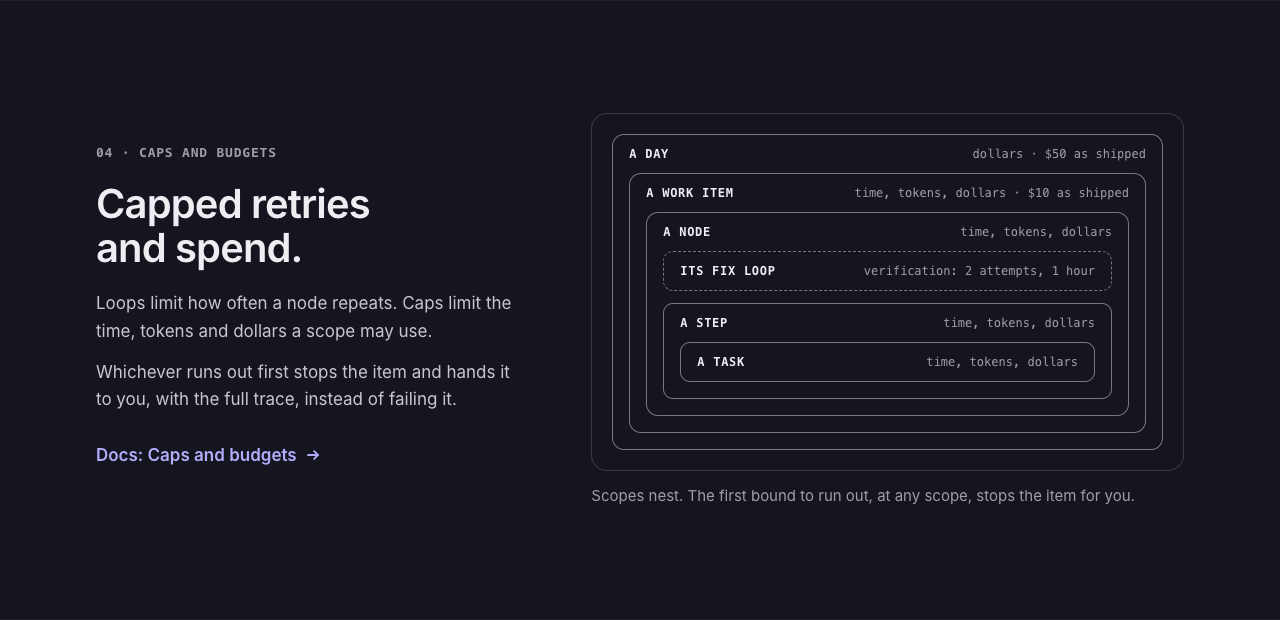 04 · CAPS AND BUDGETS
Capped retries
and spend.
Loops limit how often a node repeats. Caps limit the
time, tokens and dollars a scope may use.
Whichever runs out first stops the item and hands it
to you, with the full trace, instead of failing it.
Docs: Caps and budgets →
A DAY dollars · $50 as shipped
A WORK ITEM time, tokens, dollars · $10 as shipped
A NODE time, tokens, dollars
ITS FIX LOOP verification: 2 attempts, 1 hour
A STEP time, tokens, dollars
A TASK time, tokens, dollars
Scopes nest. The first bound to run out, at any scope, stops the item for you.